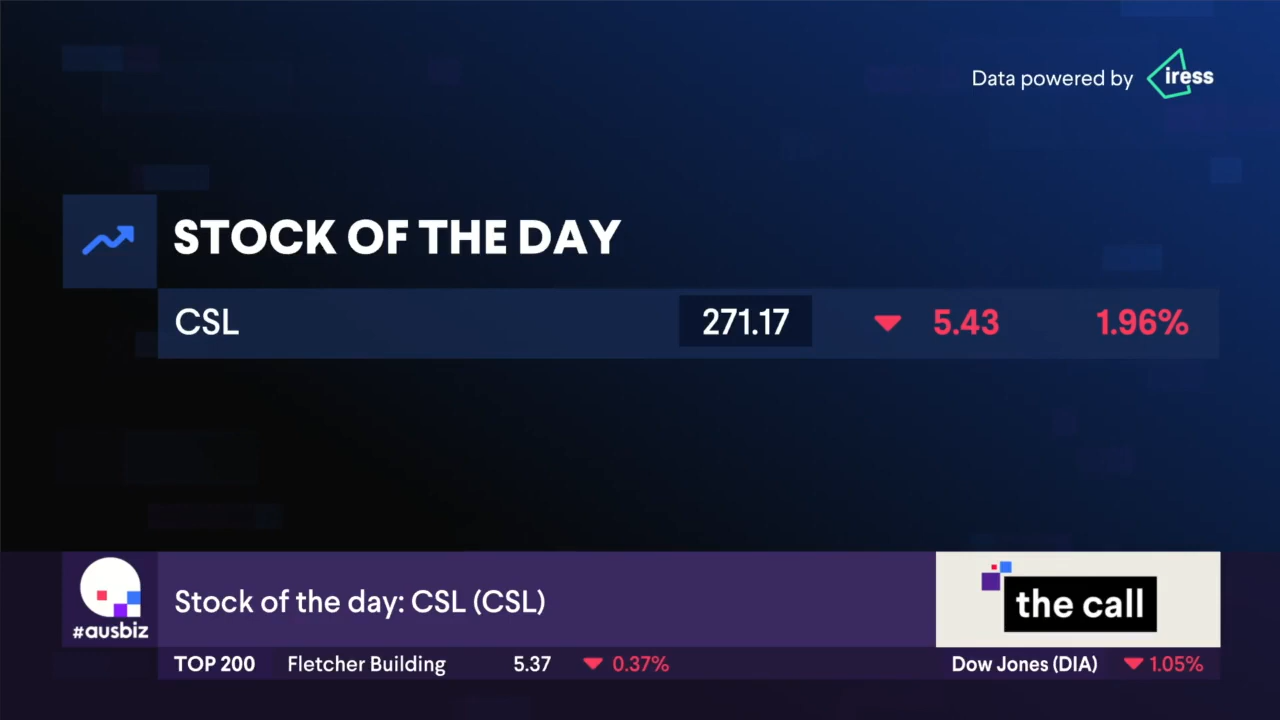 Data powered by iress
STOCK OF THE DAY
CSL 271.17 ▼ 5.43 1.96%
#ausbiz
Stock of the day: CSL (CSL)
the call
TOP 200 Fletcher Building 5.37 ▼ 0.37% Dow Jones (DIA) ▼ 1.05%